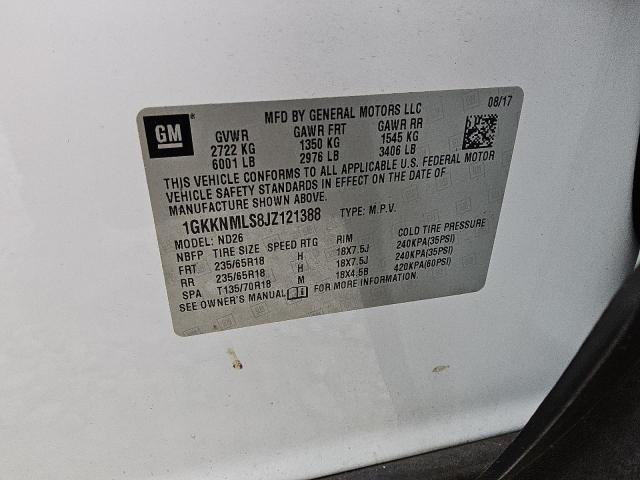 MFD BY GENERAL MOTORS LLC 08/17
GM ®
GVWR GAWR FRT GAWR RR
2722 KG 1350 KG 1545 KG
6001 LB 2976 LB 3406 LB
THIS VEHICLE CONFORMS TO ALL APPLICABLE U.S. FEDERAL MOTOR
VEHICLE SAFETY STANDARDS IN EFFECT ON THE DATE OF
MANUFACTURE SHOWN ABOVE.
1GKKNMLS8JZ121388 TYPE: M.P.V.
MODEL: ND26
NBFP TIRE SIZE SPEED RTG RIM COLD TIRE PRESSURE
FRT 235/65R18 H 18X7.5J 240KPA(35PSI)
RR 235/65R18 H 18X7.5J 240KPA(35PSI)
SPA T135/70R18 M 18X4.5B 420KPA(60PSI)
SEE OWNER'S MANUAL FOR MORE INFORMATION.